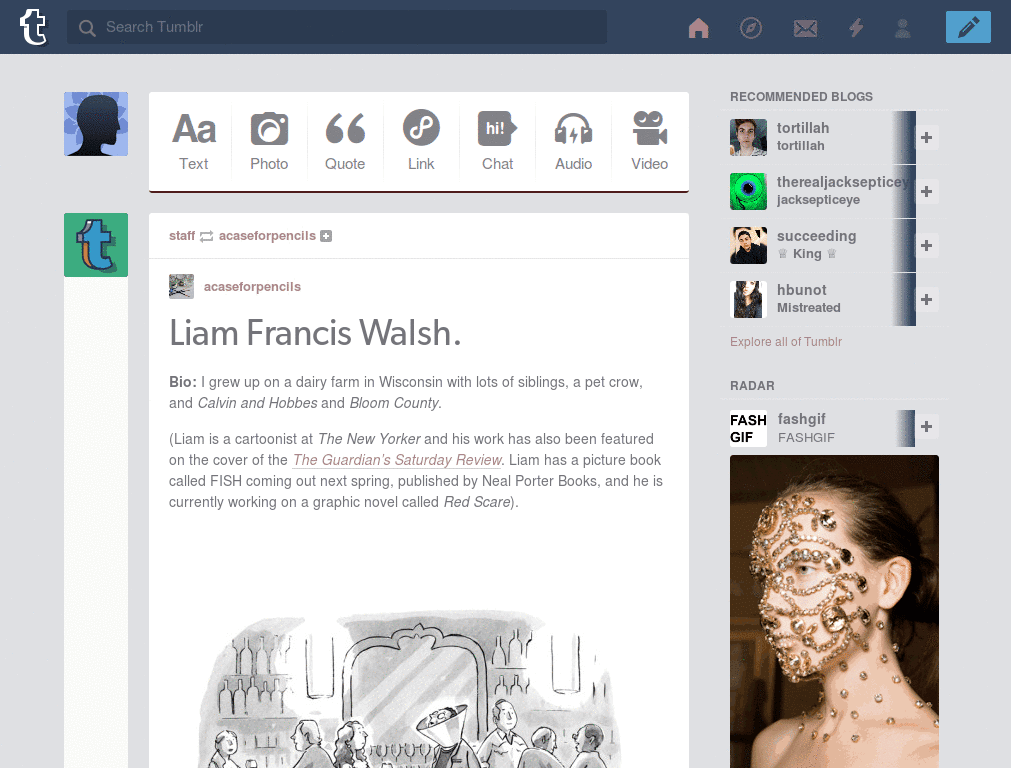 Search Tumblr
Aa
hi!
Text Photo Quote Link Chat Audio Video
staff acaseforpencils
acaseforpencils
Liam Francis Walsh.
Bio: I grew up on a dairy farm in Wisconsin with lots of siblings, a pet crow,
and Calvin and Hobbes and Bloom County.
(Liam is a cartoonist at The New Yorker and his work has also been featured
on the cover of the The Guardian's Saturday Review. Liam has a picture book
called FISH coming out next spring, published by Neal Porter Books, and he is
currently working on a graphic novel called Red Scare).
RECOMMENDED BLOGS
tortillah
tortillah
therealjacksepticey
jacksepticeye
succeeding
♕ King ♕
hbunot
Mistreated
Explore all of Tumblr
RADAR
FASH
GIF
fashgif
FASHGIF